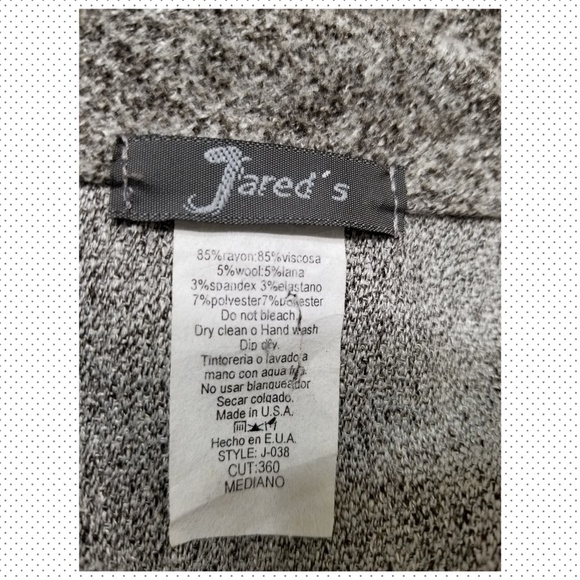 Jared's
85%rayon:85%viscosa
5%wool:5%lana
3%spandex 3%elastano
7%polyester7%poliester
Do not bleach
Dry clean o Hand wash
Dip dry.
Tintoreria o lavado a
mano con agua fria.
No usar blanqueador
Secar colgado.
Made in U.S.A.
Hecho en E.U.A.
STYLE: J-038
CUT:360
MEDIANO